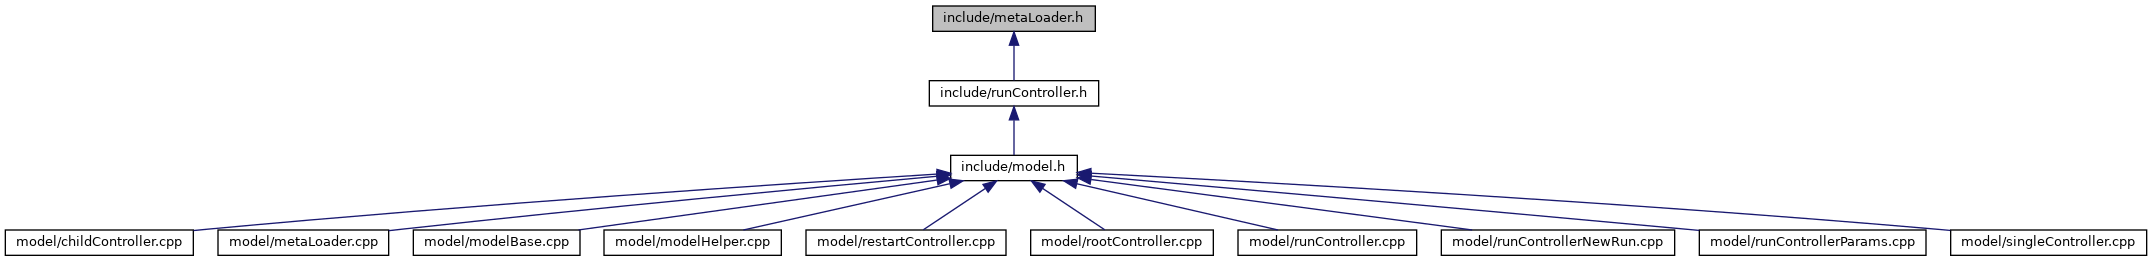 include/metaLoader.h
include/runController.h
include/model.h
model/childController.cpp
model/metaLoader.cpp
model/modelBase.cpp
model/modelHelper.cpp
model/restartController.cpp
model/rootController.cpp
model/runController.cpp
model/runControllerNewRun.cpp
model/runControllerParams.cpp
model/singleController.cpp